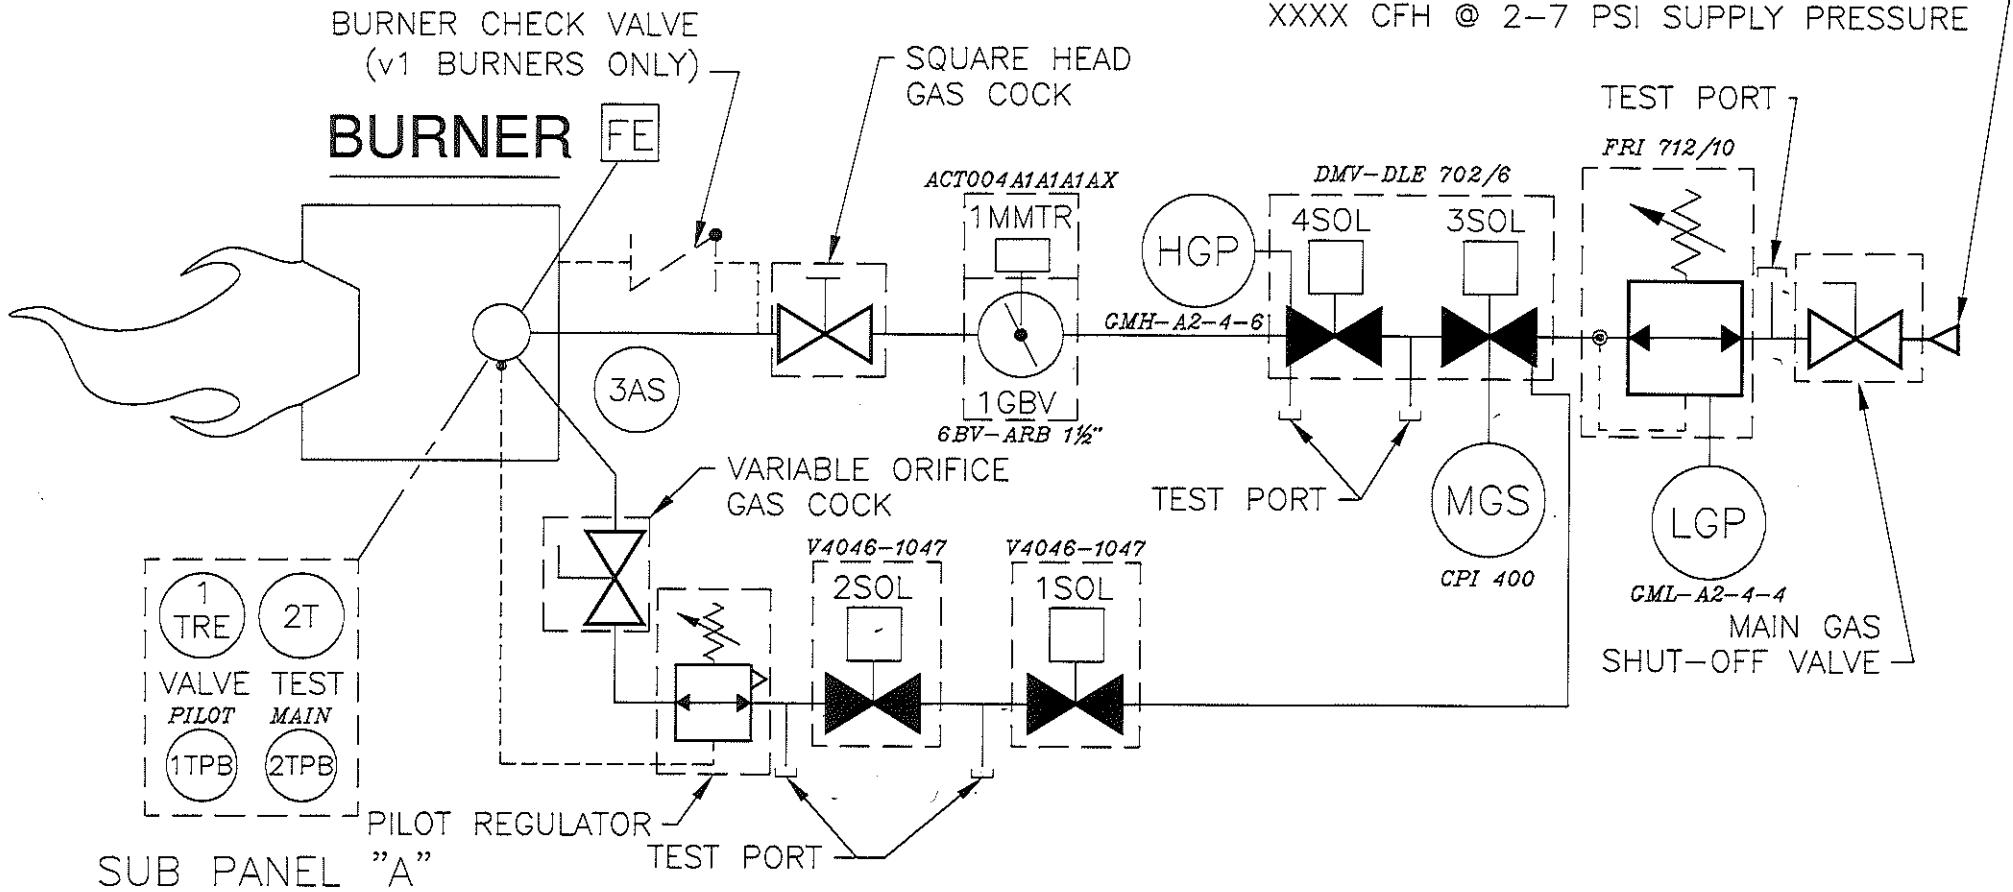 BURNER CHECK VALVE
(v1 BURNERS ONLY)
XXXX CFH @ 2-7 PSI SUPPLY PRESSURE
SQUARE HEAD
GAS COCK
TEST PORT
BURNER
FE
FRI 712/10
ACT004A1A1A1AX
DMV-DLE 702/6
1MMTR
HGP
4SOL
3SOL
GMH-A2-4-6
3AS
1GBV
6BV-ARB 1½"
VARIABLE ORIFICE
GAS COCK
TEST PORT
MGS
LGP
CPI 400
GML-A2-4-4
V4046-1047
V4046-1047
2SOL
1SOL
MAIN GAS
SHUT-OFF VALVE
1
TRE
2T
VALVE TEST
PILOT MAIN
1TPB
2TPB
PILOT REGULATOR
TEST PORT
SUB PANEL "A"